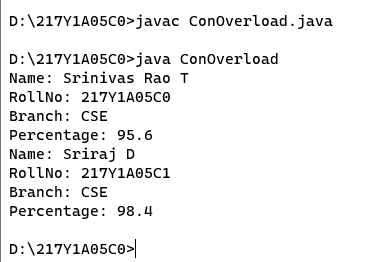 D:\217Y1A05C0>javac ConOverload.java
D:\217Y1A05C0>java ConOverload
Name: Srinivas Rao T
RollNo: 217Y1A05C0
Branch: CSE
Percentage: 95.6
Name: Sriraj D
RollNo: 217Y1A05C1
Branch: CSE
Percentage: 98.4
D:\217Y1A05C0>